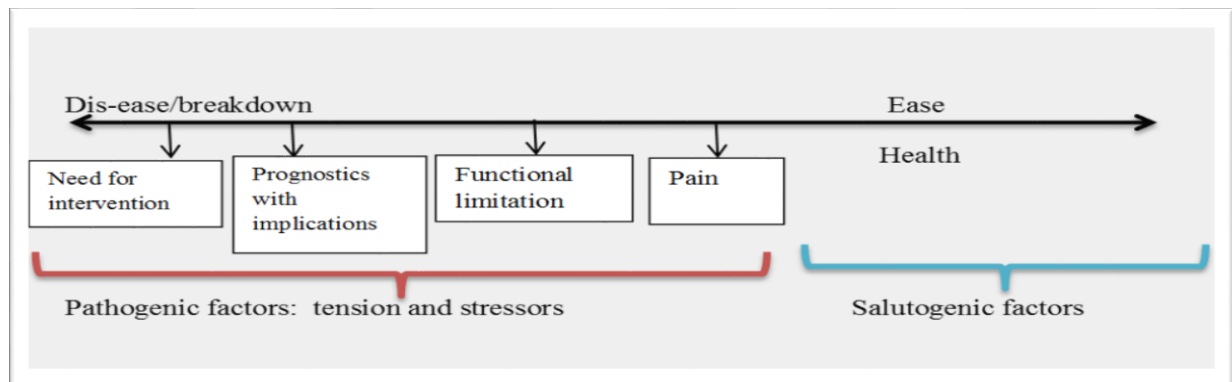 Dis-ease/breakdown
Ease
Health
Need for
intervention
Prognostics
with
implications
Functional
limitation
Pain
Pathogenic factors:  tension and stressors
Salutogenic factors